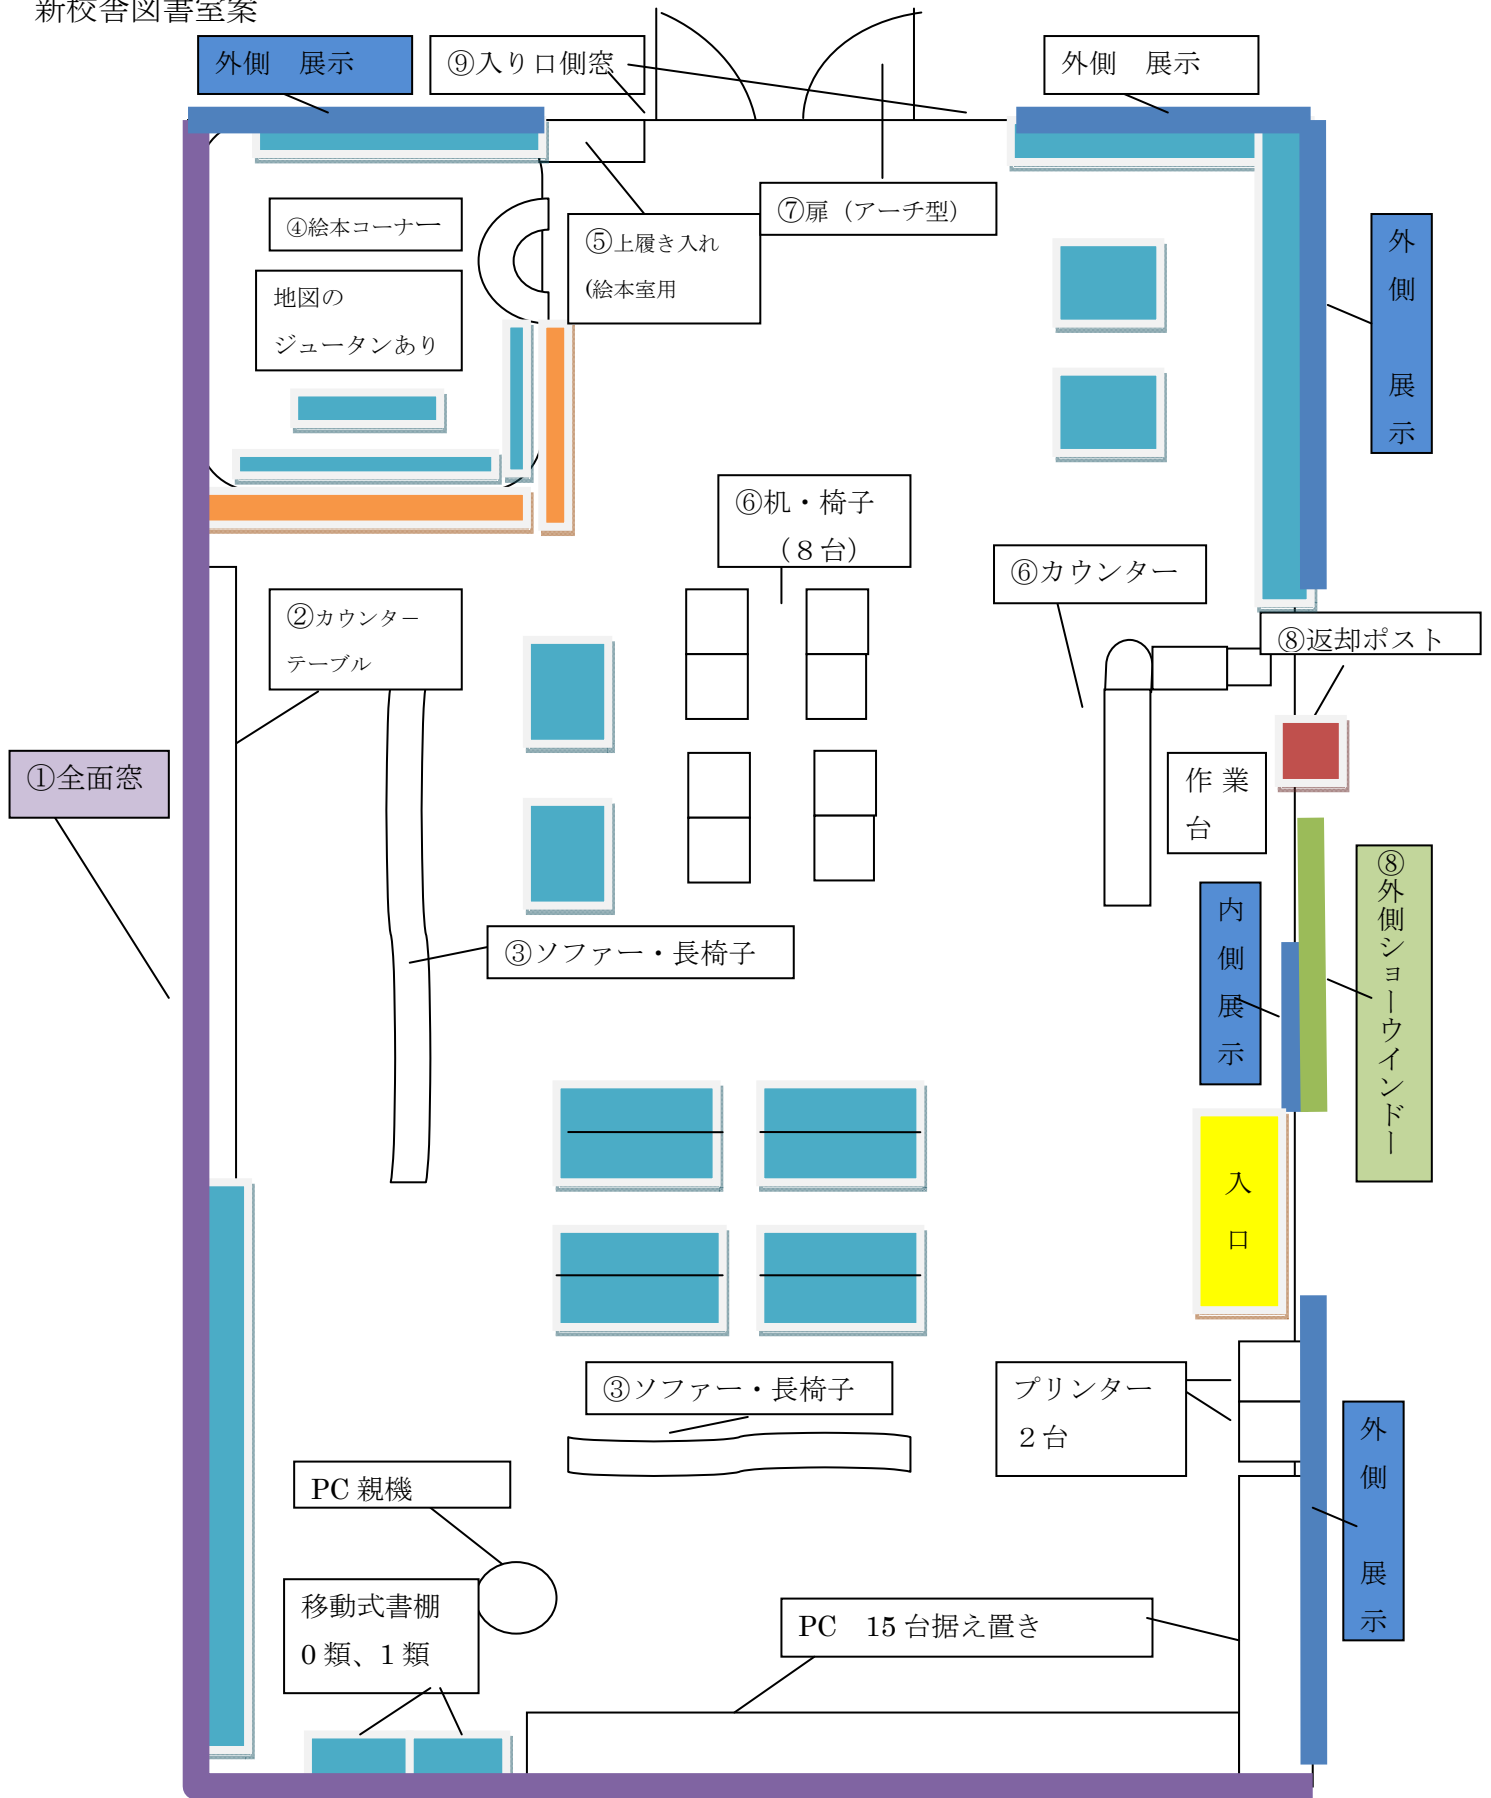 新校舎図書室案
外側　展示
⑨入り口側窓
外側　展示
④絵本コーナー
⑤上履き入れ
(絵本室用
⑦扉（アーチ型）
地図の
ジュータンあり
外側　展示
⑥机・椅子
（８台）
⑥カウンター
②カウンター
テーブル
⑧返却ポスト
①全面窓
作業
台
⑧外側ショーウインドー
内側展示
③ソファー・長椅子
入口
③ソファー・長椅子
プリンター
２台
外側　展示
PC 親機
移動式書棚
0 類、1 類
PC　15 台据え置き